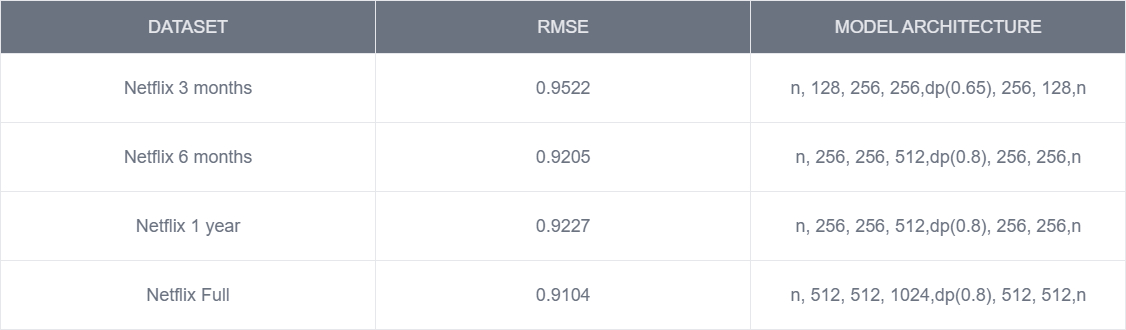 DATASET RMSE MODEL ARCHITECTURE
Netflix 3 months 0.9522 n, 128, 256, 256,dp(0.65), 256, 128,n
Netflix 6 months 0.9205 n, 256, 256, 512,dp(0.8), 256, 256,n
Netflix 1 year 0.9227 n, 256, 256, 512,dp(0.8), 256, 256,n
Netflix Full 0.9104 n, 512, 512, 1024,dp(0.8), 512, 512,n